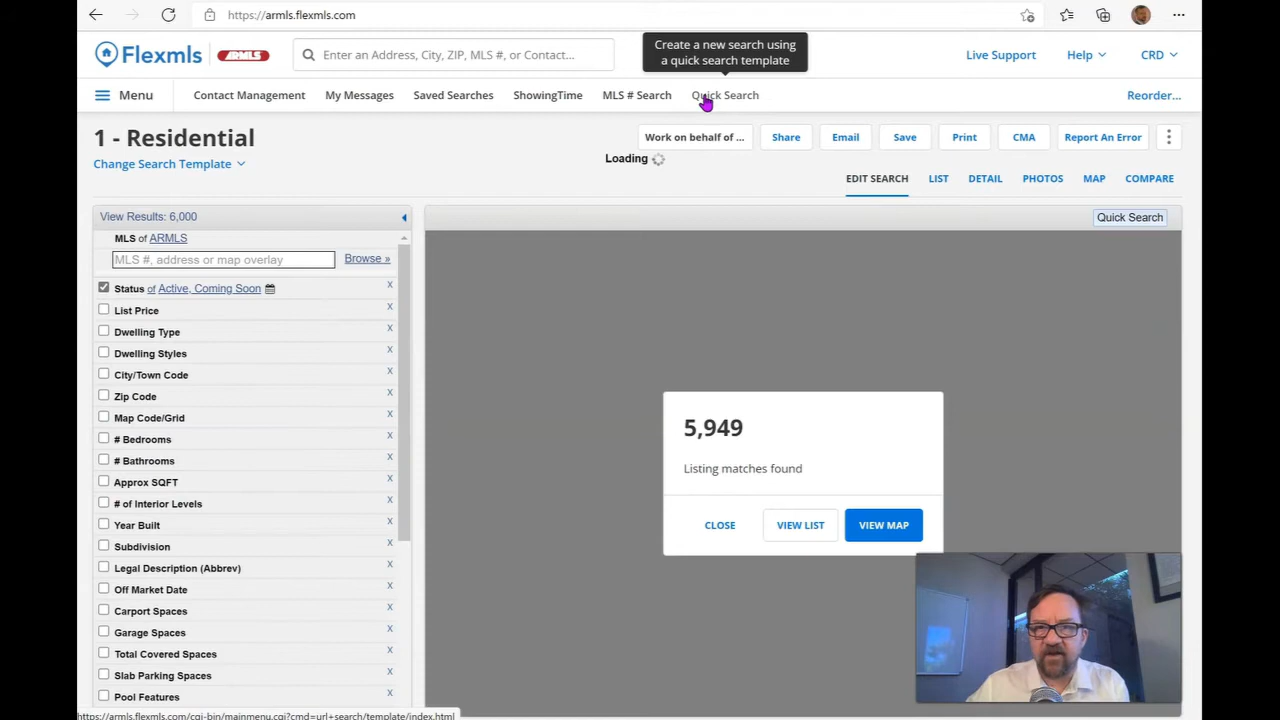 https://armls.flexmls.com
Flexmls
ARMLS
Enter an Address, City, ZIP, MLS #, or Contact...
Create a new search using
a quick search template
Live Support
Help
CRD
Menu
Contact Management
My Messages
Saved Searches
ShowingTime
MLS # Search
Quick Search
Reorder...
1 - Residential
Work on behalf of ...
Share
Email
Save
Print
CMA
Report An Error
Change Search Template
Loading
EDIT SEARCH
LIST
DETAIL
PHOTOS
MAP
COMPARE
View Results: 6,000
Quick Search
MLS of ARMLS
MLS #, address or map overlay
Browse »
Status of Active, Coming Soon X
List Price X
Dwelling Type X
Dwelling Styles X
City/Town Code X
Zip Code X
Map Code/Grid X
# Bedrooms X
# Bathrooms X
Approx SQFT X
# of Interior Levels X
Year Built X
Subdivision X
Legal Description (Abbrev) X
Off Market Date X
Carport Spaces X
Garage Spaces X
Total Covered Spaces X
Slab Parking Spaces X
Pool Features X
5,949
Listing matches found
CLOSE
VIEW LIST
VIEW MAP
https://armls.flexmls.com/cgi-bin/mainmenu.cgi?cmd=url+search/template/index.html